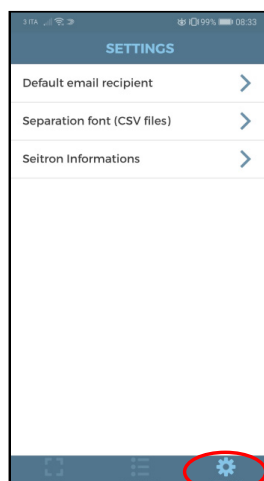 3 ITA 99% 08:33
SETTINGS
Default email recipient
Separation font (CSV files)
Seitron Informations